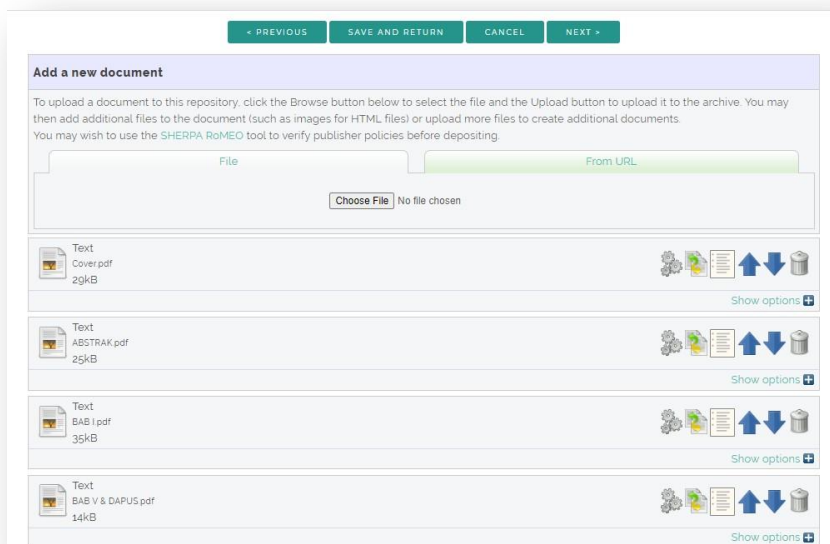 < PREVIOUS
SAVE AND RETURN
CANCEL
NEXT >
Add a new document
To upload a document to this repository, click the Browse button below to select the file and the Upload button to upload it to the archive. You may
then add additional files to the document (such as images for HTML files) or upload more files to create additional documents.
You may wish to use the SHERPA RoMEO tool to verify publisher policies before depositing.
File
From URL
Choose File No file chosen
Text
Cover.pdf
29kB
Show options
Text
ABSTRAK.pdf
25kB
Show options
Text
BAB I.pdf
35kB
Show options
Text
BAB V & DAPUS.pdf
14kB
Show options